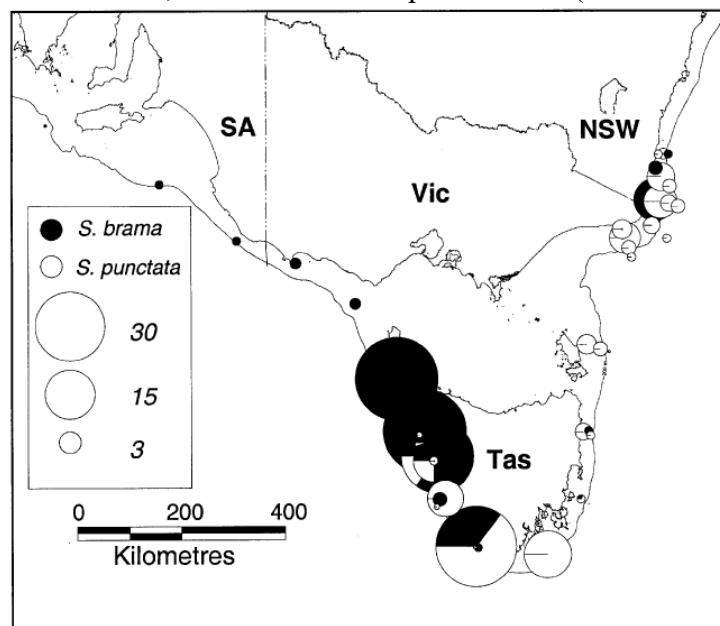 SA
NSW
Vic
S. brama
S. punctata
30
15
3
Tas
0 200 400
Kilometres